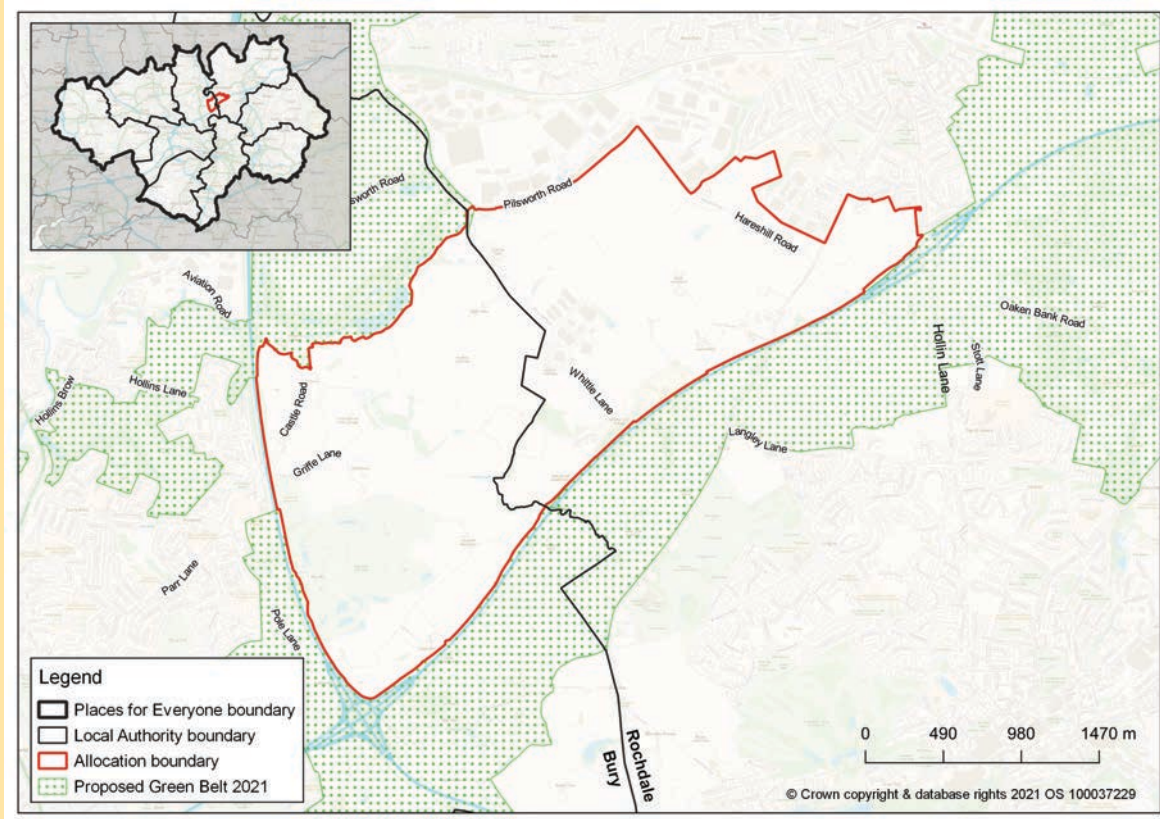 sworth Road
Pilsworth Road
Hareshill Road
Aviation Road
Oaken Bank Road
Hollin Lane
Stott Lane
Hollins Lane
Hollins Brow
Castle Road
Whittle Lane
Langley Lane
Griffe Lane
Parr Lane
Pole Lane
Rochdale
Bury
Legend
Places for Everyone boundary
Local Authority boundary
Allocation boundary
Proposed Green Belt 2021
0 490 980 1470 m
© Crown copyright & database rights 2021 OS 100037229